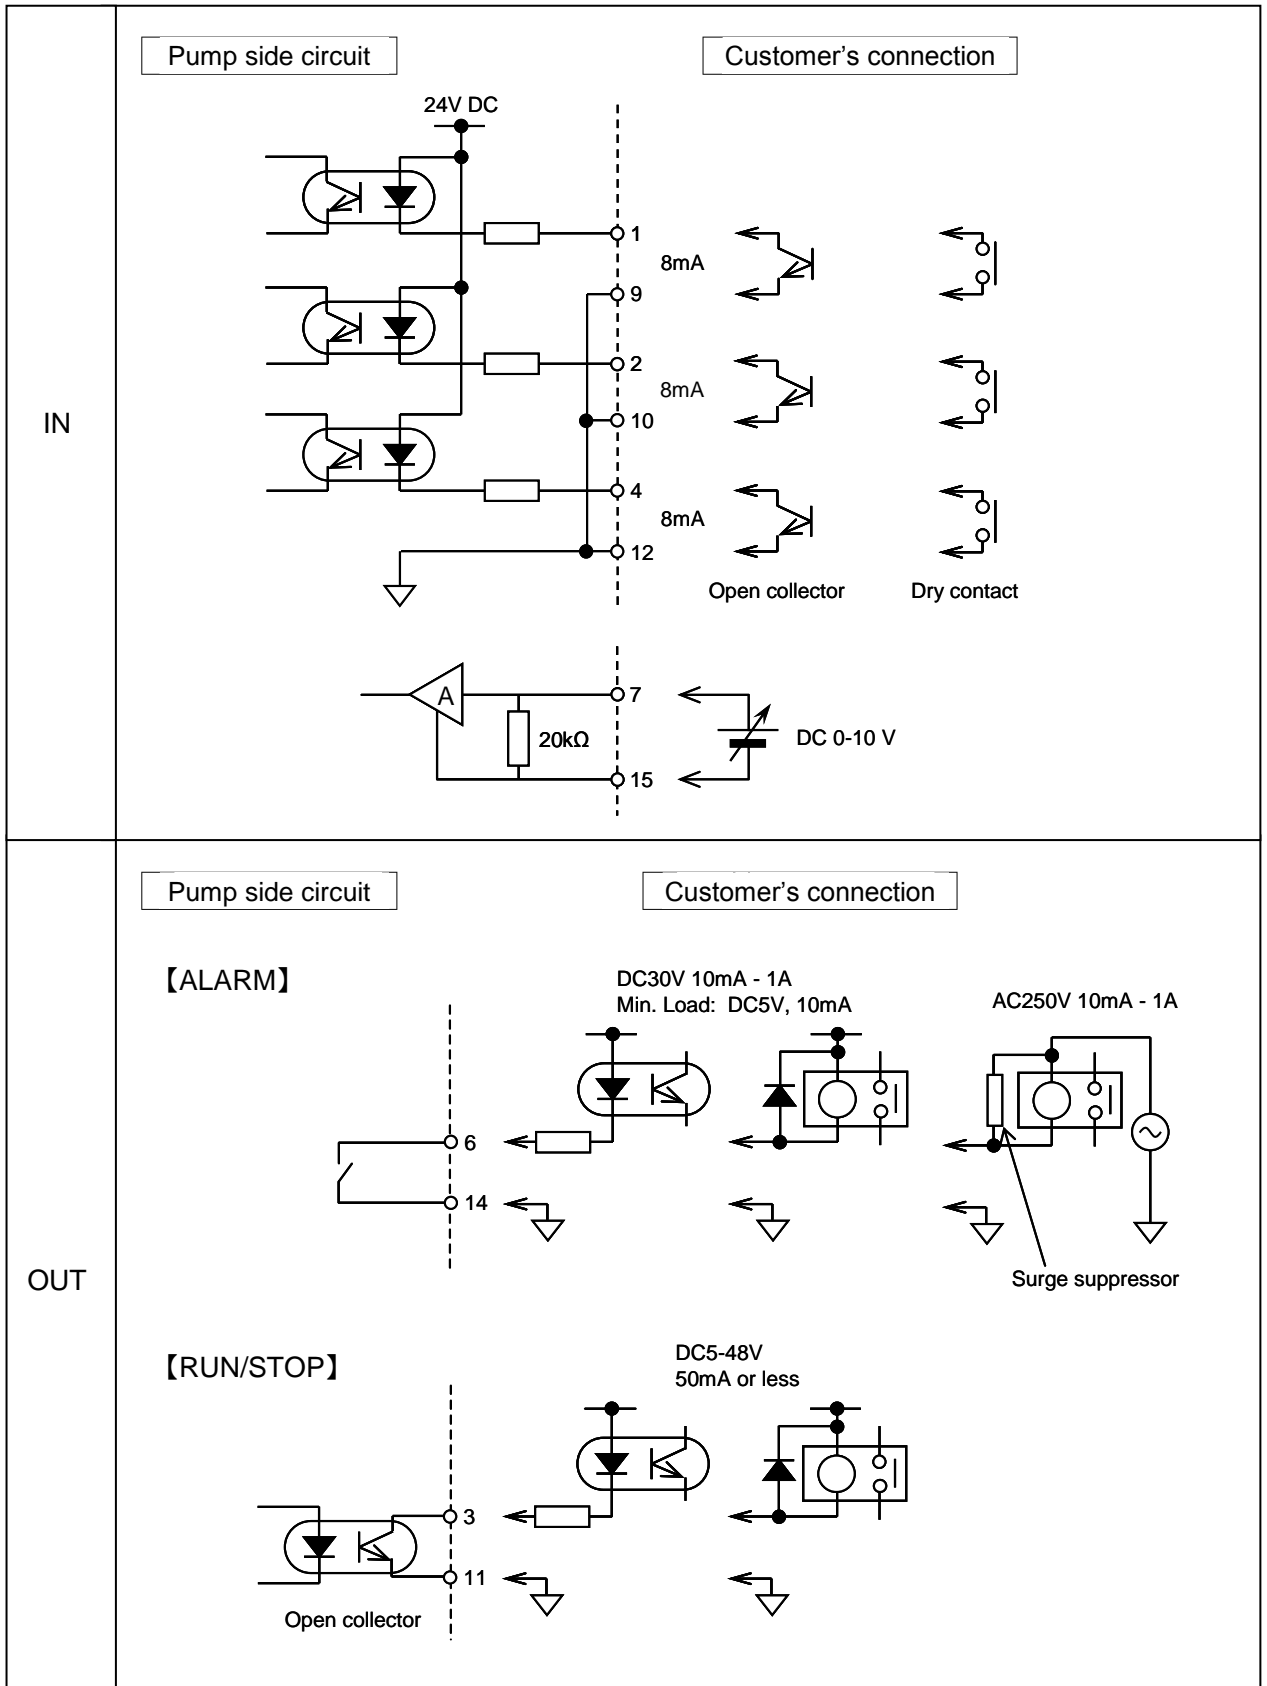 IN
Pump side circuit
Customer's connection
24V DC
1
8mA
9
2
8mA
10
4
8mA
12
Open collector
Dry contact
A
20kΩ
7
15
DC 0-10 V
OUT
Pump side circuit
Customer's connection
【ALARM】
DC30V 10mA - 1A
Min. Load: DC5V, 10mA
AC250V 10mA - 1A
6
14
Surge suppressor
【RUN/STOP】
DC5-48V
50mA or less
3
11
Open collector